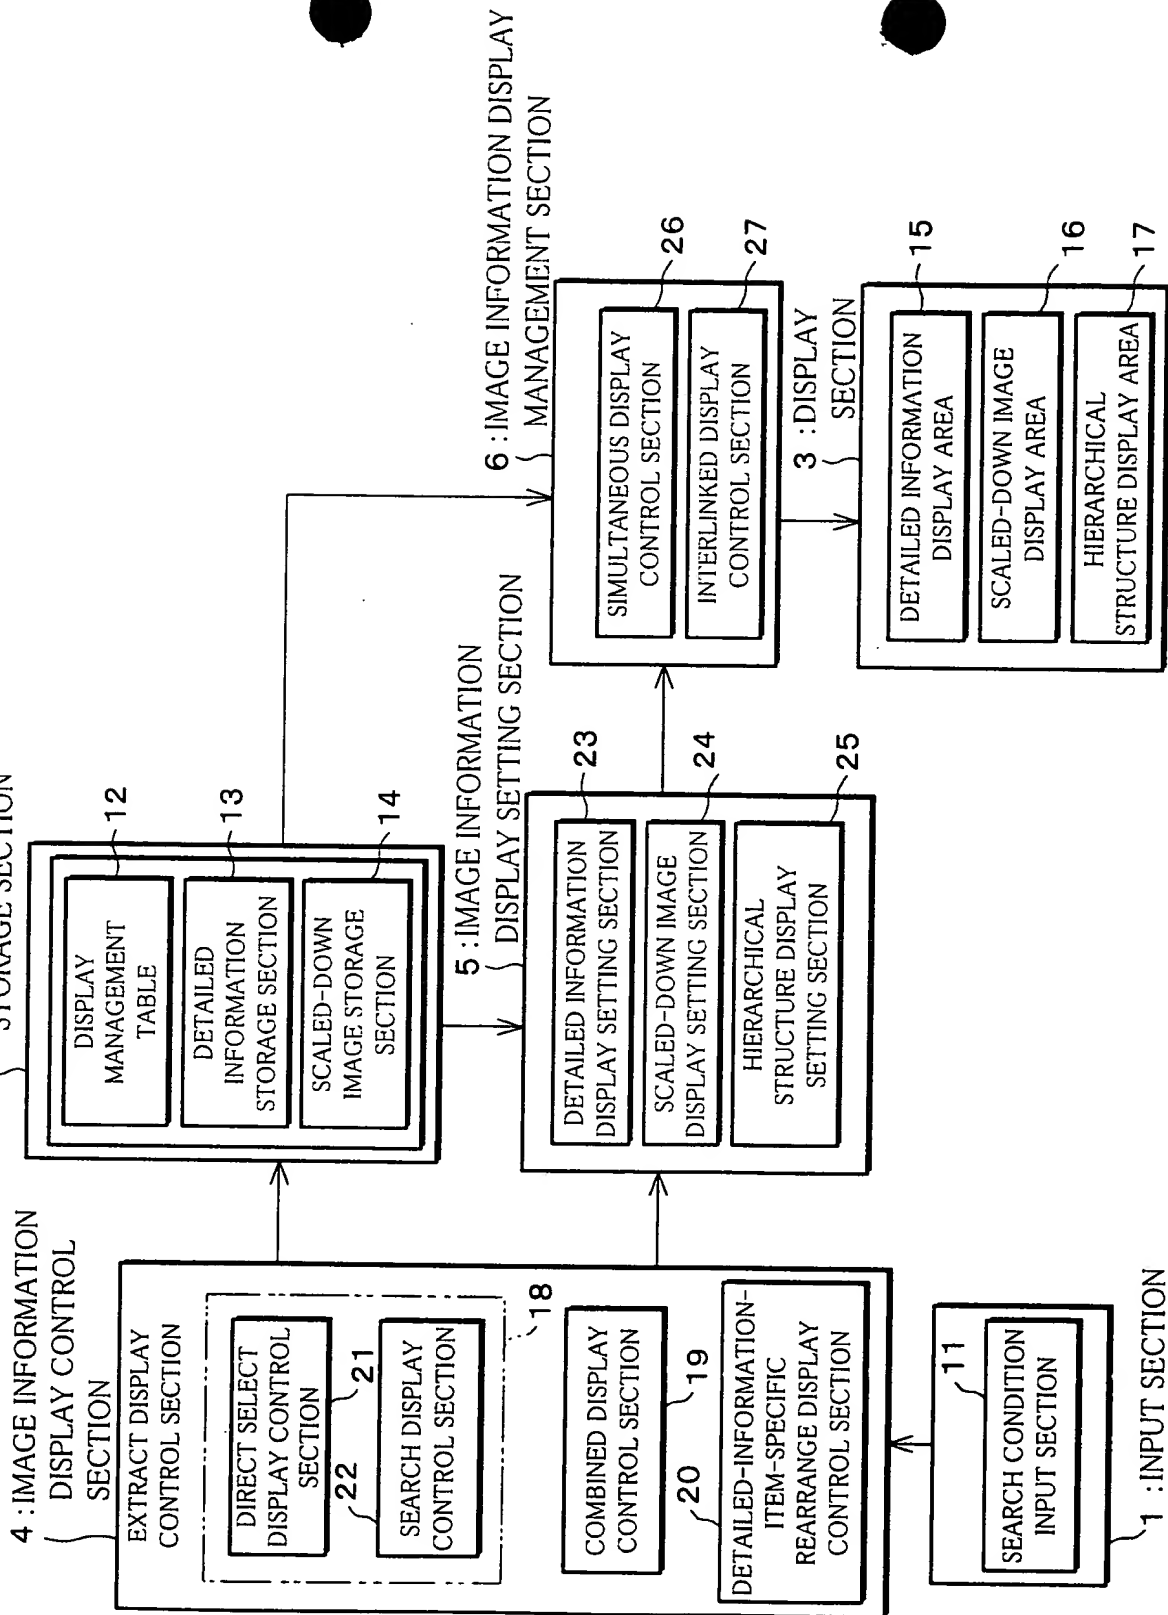 4 : IMAGE INFORMATION
DISPLAY CONTROL
SECTION
EXTRACT DISPLAY
CONTROL SECTION
DIRECT SELECT
DISPLAY CONTROL
SECTION
21
22
SEARCH DISPLAY
CONTROL SECTION
18
COMBINED DISPLAY
CONTROL SECTION
19
20
DETAILED-INFORMATION-
ITEM-SPECIFIC
REARRANGE DISPLAY
CONTROL SECTION
11
SEARCH CONDITION
INPUT SECTION
1 : INPUT SECTION
STORAGE SECTION
DISPLAY
MANAGEMENT
TABLE
12
DETAILED
INFORMATION
STORAGE SECTION
13
SCALED-DOWN
IMAGE STORAGE
SECTION
14
5 : IMAGE INFORMATION
DISPLAY SETTING SECTION
DETAILED INFORMATION
DISPLAY SETTING SECTION
23
SCALED-DOWN IMAGE
DISPLAY SETTING SECTION
24
HIERARCHICAL
STRUCTURE DISPLAY
SETTING SECTION
25
6 : IMAGE INFORMATION DISPLAY
MANAGEMENT SECTION
SIMULTANEOUS DISPLAY
CONTROL SECTION
26
INTERLINKED DISPLAY
CONTROL SECTION
27
3 : DISPLAY
SECTION
DETAILED INFORMATION
DISPLAY AREA
15
SCALED-DOWN IMAGE
DISPLAY AREA
16
HIERARCHICAL
STRUCTURE DISPLAY AREA
17